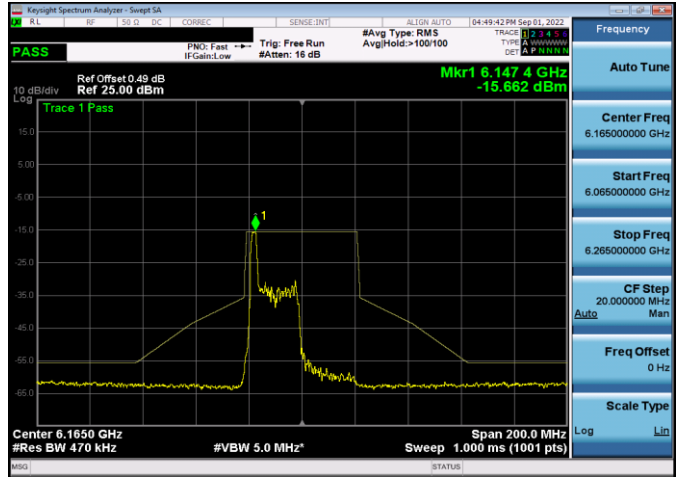 Keysight Spectrum Analyzer - Swept SA
RL RF 50 Ω DC CORREC SENSE:INT ALIGN AUTO 04:49:42 PM Sep 01, 2022
PASS
PNO: Fast
IFGain:Low
Trig: Free Run
#Atten: 16 dB
#Avg Type: RMS
Avg|Hold:>100/100
TRACE 1 2 3 4 5 6
TYPE A WWWWW
DET A P N N N N
Ref Offset 0.49 dB
10 dB/div Ref 25.00 dBm
Log
Mkr1 6.147 4 GHz
-15.662 dBm
Trace 1 Pass
15.0
5.00
-5.00
-15.0
-25.0
-35.0
-45.0
-55.0
-65.0
1
Center 6.1650 GHz Span 200.0 MHz
#Res BW 470 kHz #VBW 5.0 MHz* Sweep 1.000 ms (1001 pts)
MSG STATUS
Frequency
Auto Tune
Center Freq
6.165000000 GHz
Start Freq
6.065000000 GHz
Stop Freq
6.265000000 GHz
CF Step
20.000000 MHz
Auto Man
Freq Offset
0 Hz
Scale Type
Log Lin